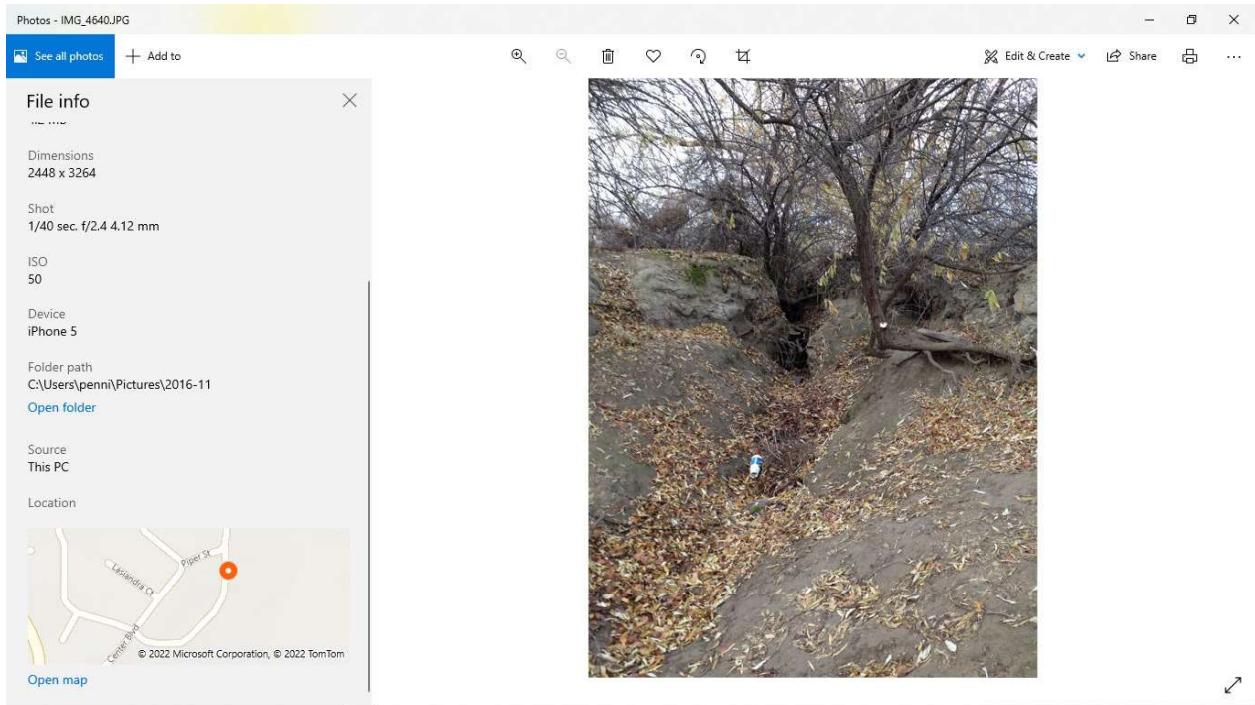 Photos - IMG_4640.JPG
See all photos
Add to
Edit & Create
Share
File info
Dimensions
2448 x 3264
Shot
1/40 sec. f/2.4 4.12 mm
ISO
50
Device
iPhone 5
Folder path
C:\Users\penni\Pictures\2016-11
Open folder
Source
This PC
Location
Piper St
Lasiandra Ct
Center Blvd
© 2022 Microsoft Corporation, © 2022 TomTom
Open map